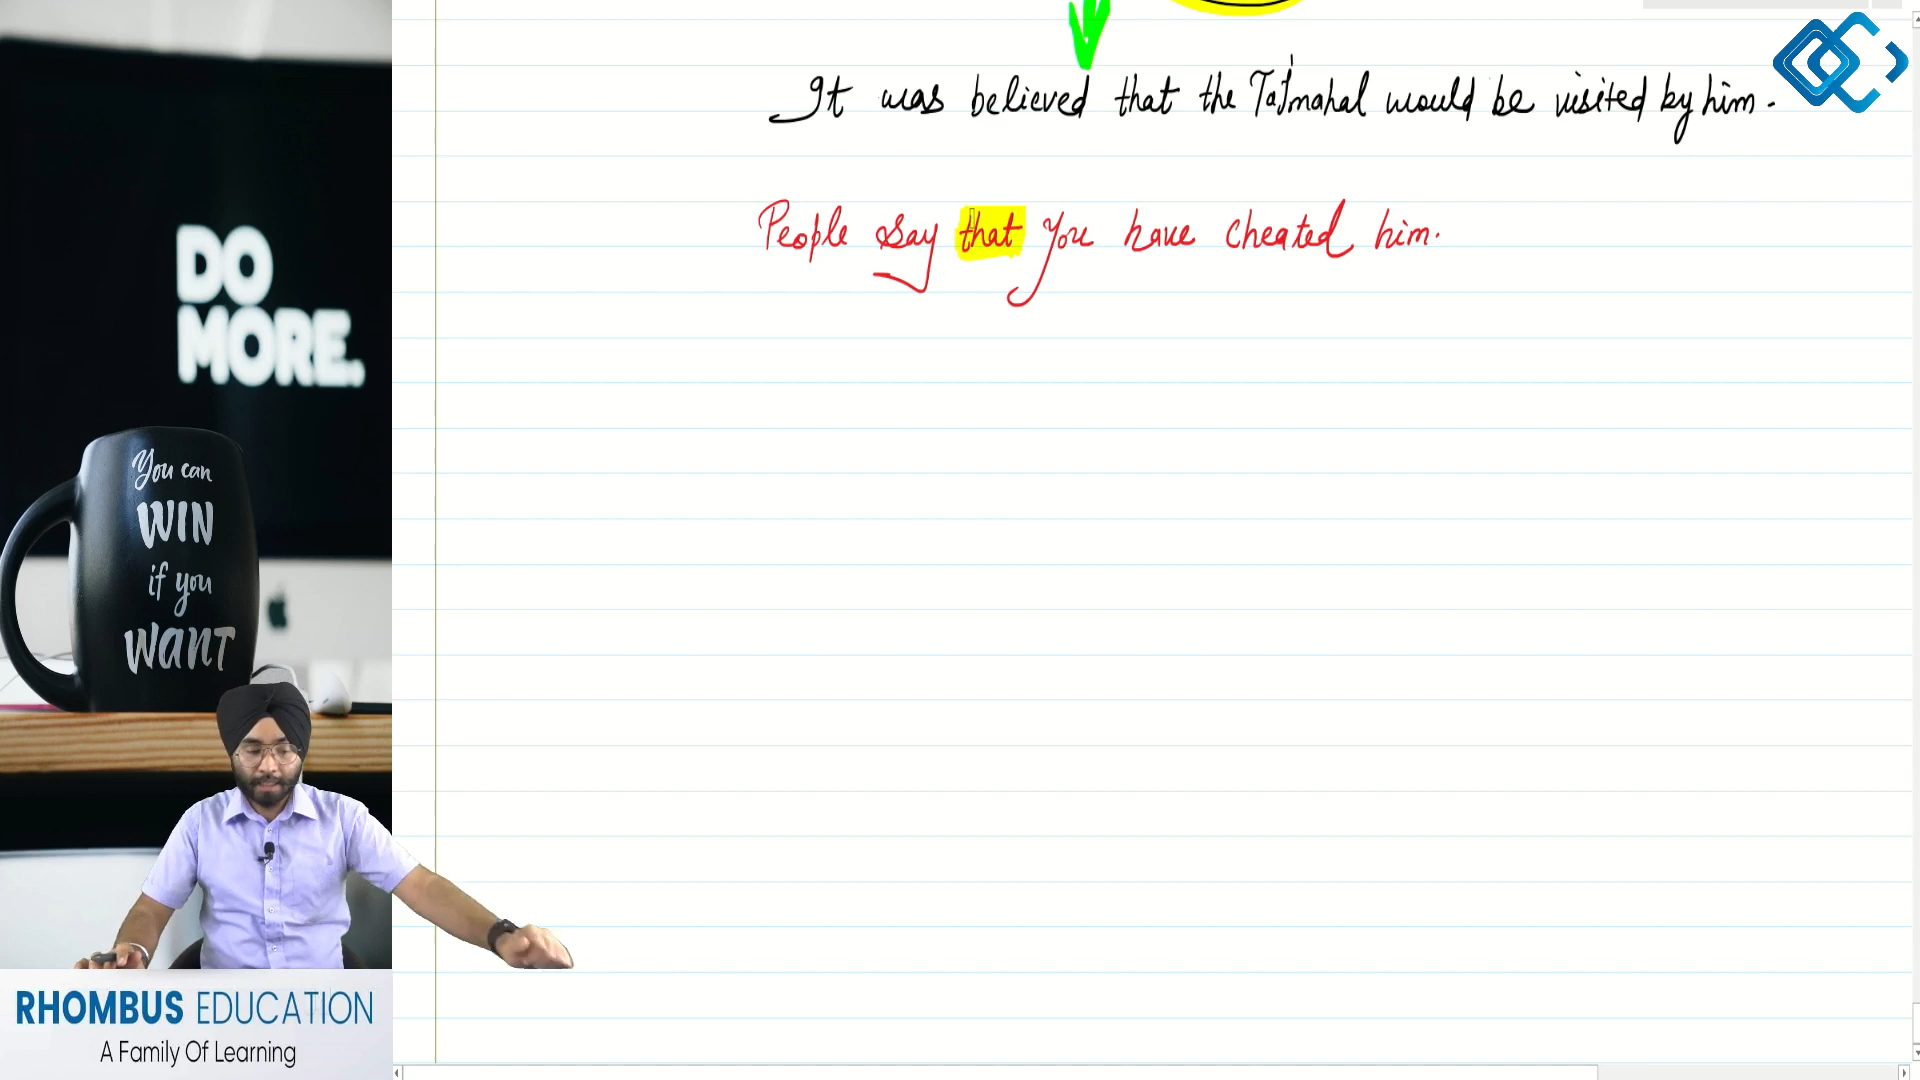 It was believed that the Tajmahal would be visited by him.
People say that you have cheated him.
DO
MORE.
You can
WIN
if you
WANT
RHOMBUS EDUCATION
A Family Of Learning